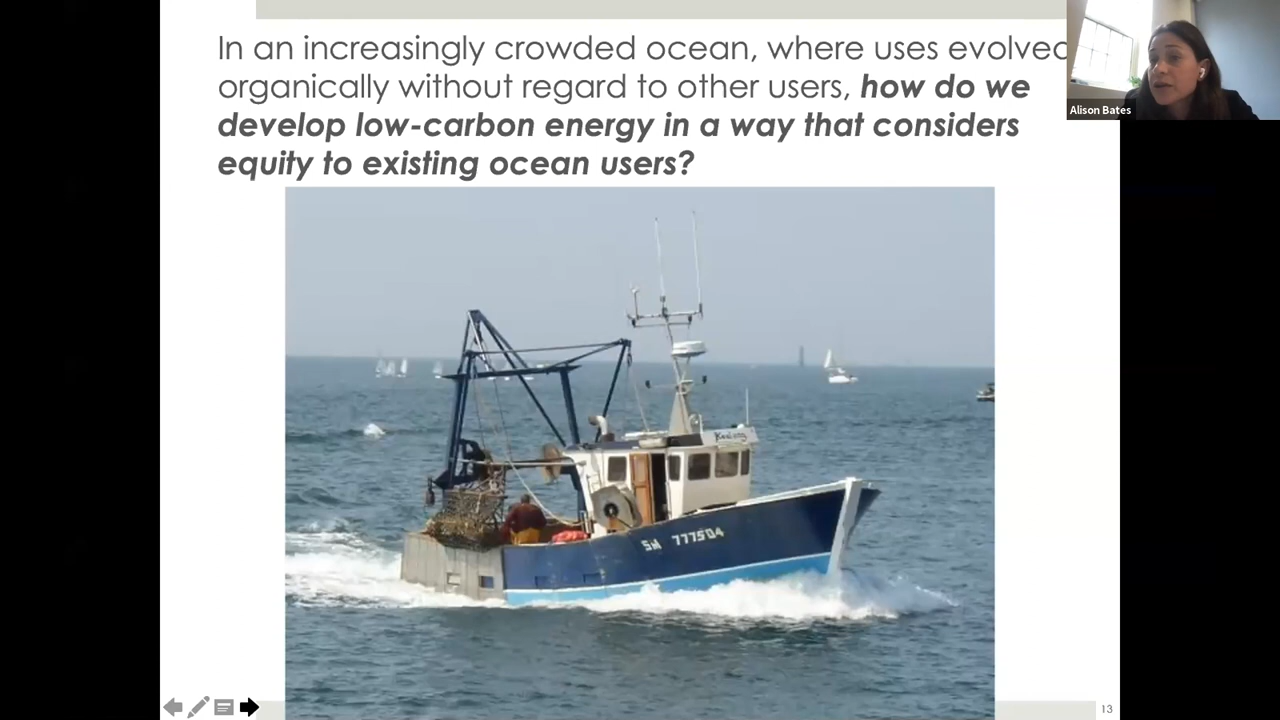 In an increasingly crowded ocean, where uses evolved
organically without regard to other users, how do we
develop low-carbon energy in a way that considers
equity to existing ocean users?
Alison Bates
SM 777504
13